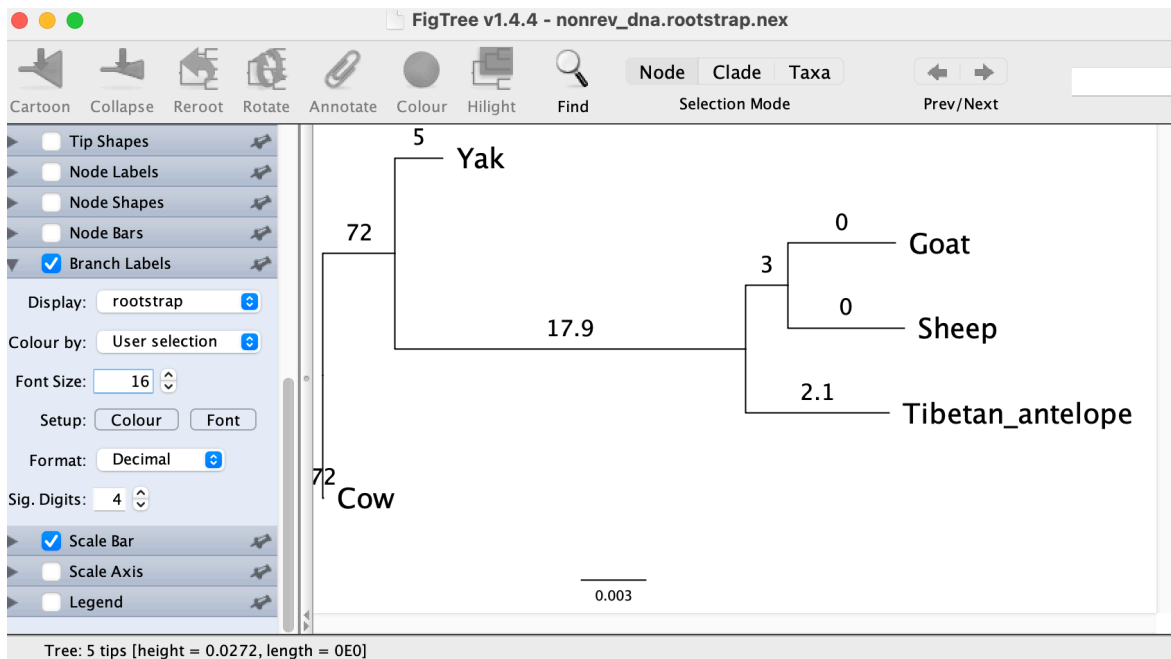 FigTree v1.4.4 - nonrev_dna.rootstrap.nex
Cartoon Collapse Reroot Rotate Annotate Colour Hilight Find
Node Clade Taxa
Selection Mode
Prev/Next
Tip Shapes
Node Labels
Node Shapes
Node Bars
Branch Labels
Display: rootstrap
Colour by: User selection
Font Size: 16
Setup: Colour Font
Format: Decimal
Sig. Digits: 4
Scale Bar
Scale Axis
Legend
5
Yak
72
0
Goat
3
0
Sheep
17.9
2.1
Tibetan_antelope
72
Cow
0.003
Tree: 5 tips [height = 0.0272, length = 0E0]